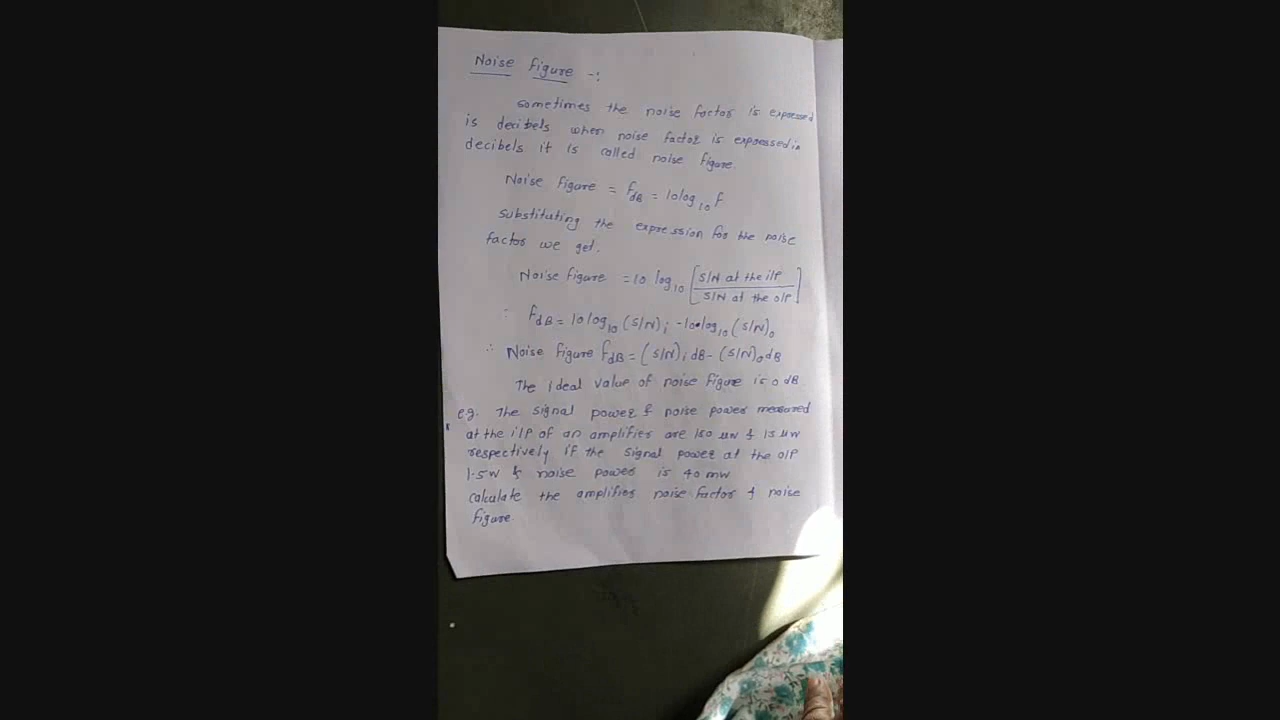 Noise figure -:
sometimes the noise factor is expressed
is decibels when noise factor is expressed in
decibels it is called noise figure.
Noise figure = FdB = 10log10 f
substituting the expression for the noise
factor we get.
Noise figure = 10 log10 [S/N at the i/P / S/N at the o/P]
∴ FdB = 10log10 (S/N)i - 10log10 (S/N)o
∴ Noise figure FdB = (S/N)i dB - (S/N)o dB
The Ideal value of noise figure is 0 dB
eg. The signal power & noise power measured
at the i/P of an amplifier are 150 μw & 1.5 μw
respectively if the signal power at the o/P
1.5w & noise power is 40 mw
calculate the amplifier noise factor & noise
figure.